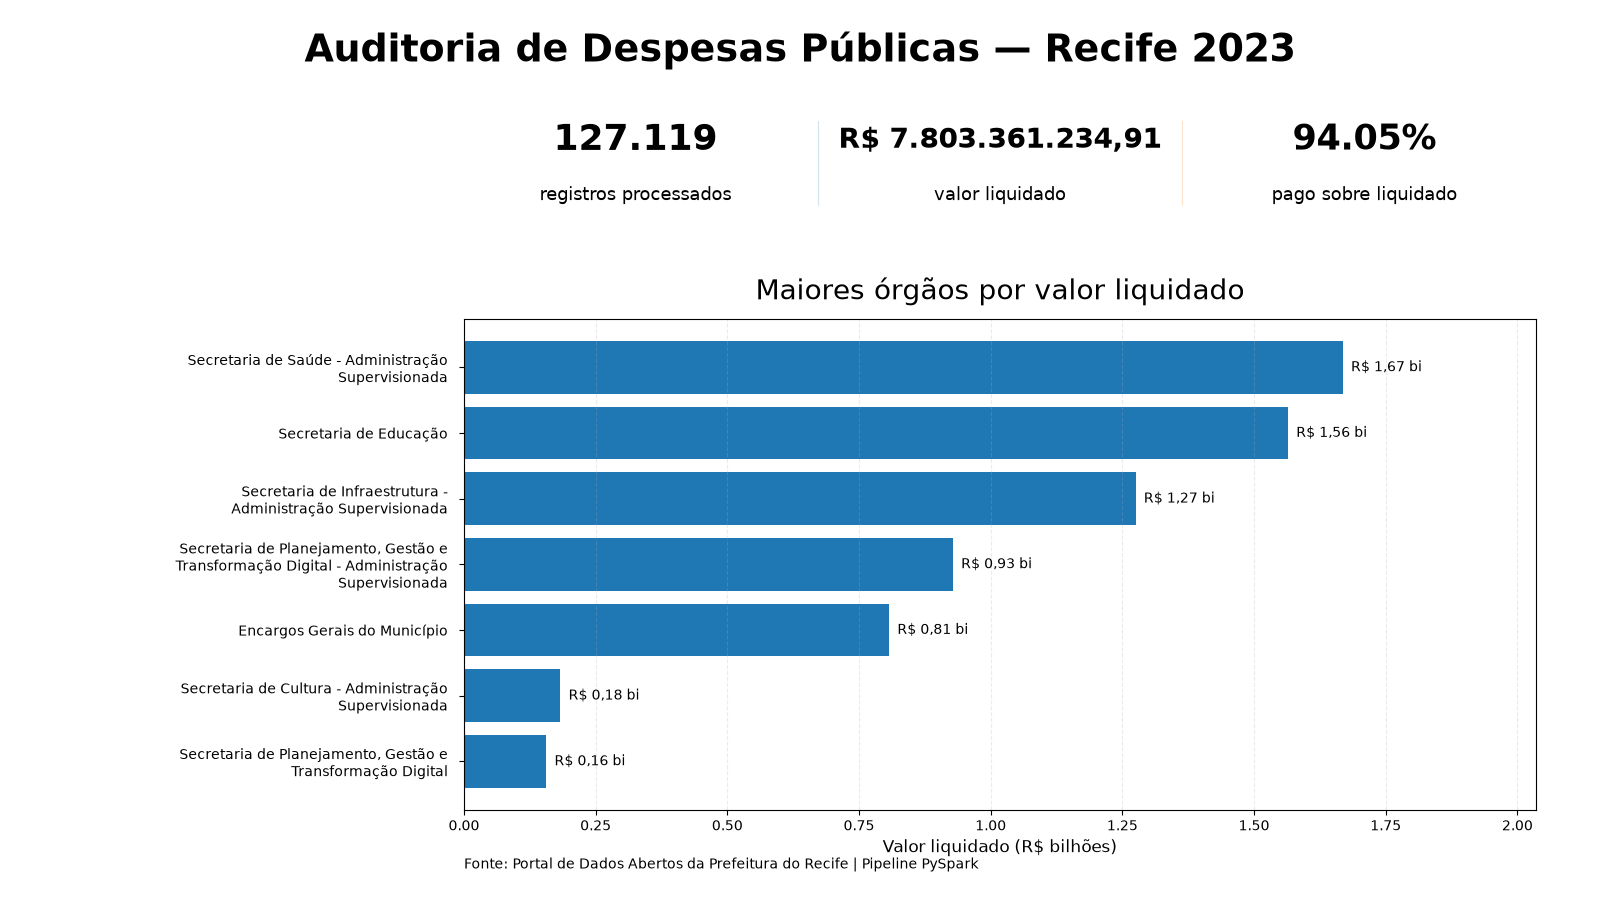 Auditoria de Despesas Públicas — Recife 2023
127.119
registros processados
R$ 7.803.361.234,91
valor liquidado
94.05%
pago sobre liquidado
Maiores órgãos por valor liquidado
Secretaria de Saúde - Administração
Supervisionada
R$ 1,67 bi
Secretaria de Educação
R$ 1,56 bi
Secretaria de Infraestrutura -
Administração Supervisionada
R$ 1,27 bi
Secretaria de Planejamento, Gestão e
Transformação Digital - Administração
Supervisionada
R$ 0,93 bi
Encargos Gerais do Município
R$ 0,81 bi
Secretaria de Cultura - Administração
Supervisionada
R$ 0,18 bi
Secretaria de Planejamento, Gestão e
Transformação Digital
R$ 0,16 bi
0.00 0.25 0.50 0.75 1.00 1.25 1.50 1.75 2.00
Valor liquidado (R$ bilhões)
Fonte: Portal de Dados Abertos da Prefeitura do Recife | Pipeline PySpark